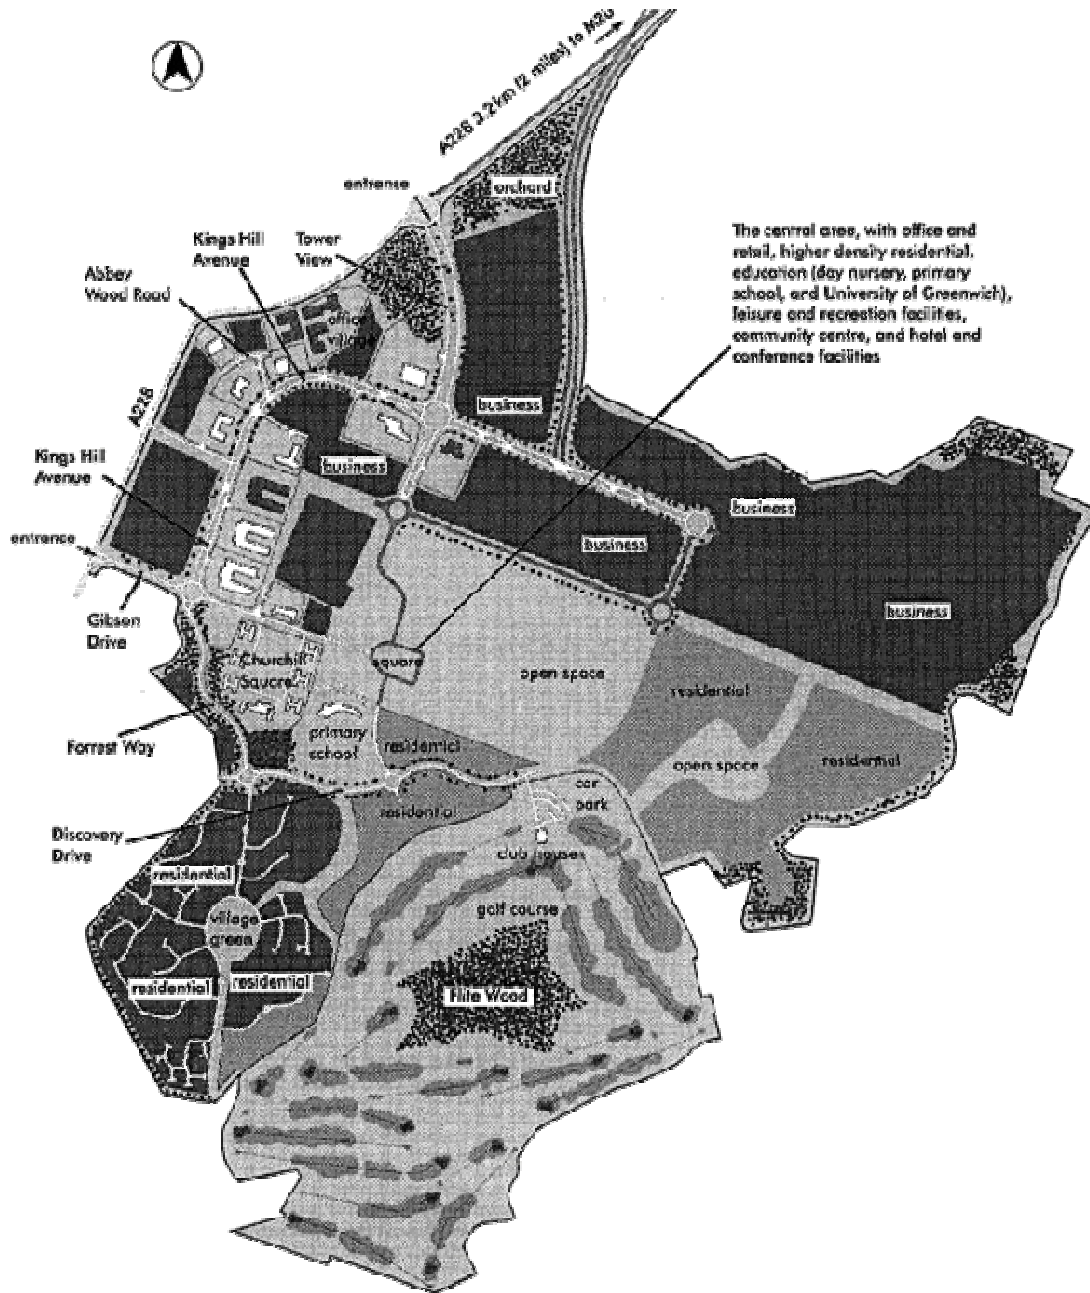 A228 3.2km (2 miles) to M20
orchard
entrance
Kings Hill
Avenue
Tower
View
Abbey
Wood Road
office
village
The central area, with office and
retail, higher density residential,
education (day nursery, primary
school, and University of Greenwich),
leisure and recreation facilities,
community centre, and hotel and
conference facilities
A228
business
Kings Hill
Avenue
business
business
business
entrance
business
Gibson
Drive
Churchill
Square
square
open space
residential
Forrest Way
primary
school
residential
open space
residential
car
park
residential
Discovery
Drive
club house
residential
golf course
village
green
residential
residential
Wood